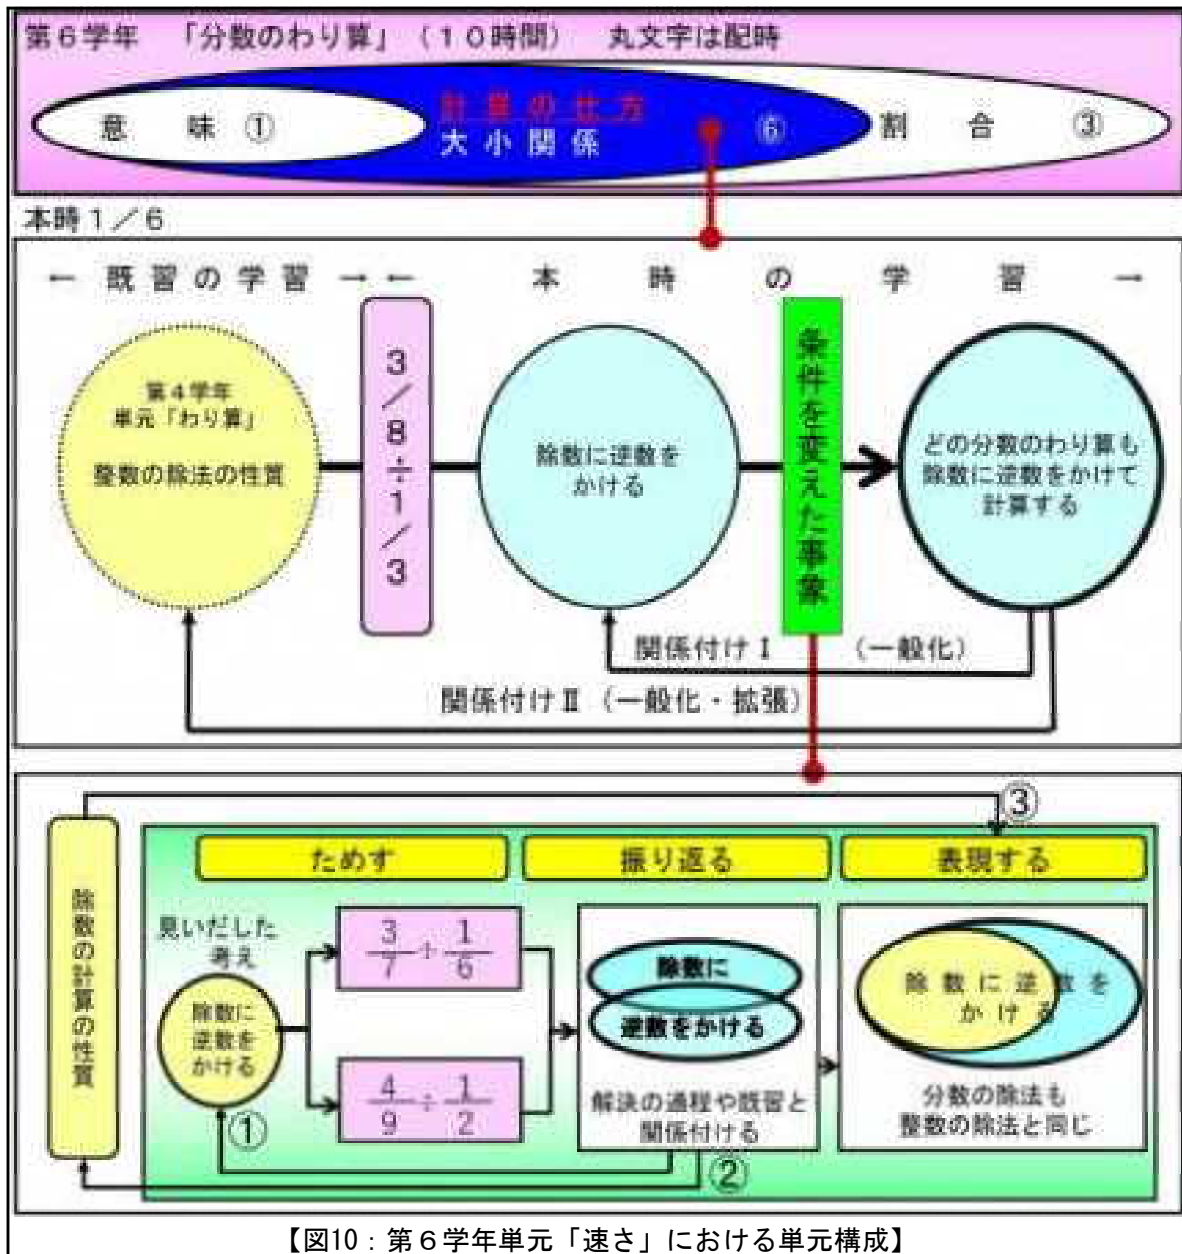 第６学年　「分数のわり算」（１０時間）　丸文字は配時
意　味　①
計算の仕方
大小関係
⑥
割　合　③
本時１／６
← 既習の学習 →
← 本時の学習 →
第４学年
単元「わり算」
整数の除法の性質
３／８÷１／３
除数に逆数を
かける
条件を変えた事象
どの分数のわり算も
除数に逆数をかけて
計算する
関係付けⅠ　（一般化）
関係付けⅡ（一般化・拡張）
③
ためす
振り返る
表現する
除数の計算の性質
見いだした
考え
除数に
逆数を
かける
①
3/7 ÷ 1/6
4/9 ÷ 1/2
除数に
逆数をかける
解決の過程や既習と
関係付ける
②
除数に逆数を
かける
分数の除法も
整数の除法と同じ
【図10：第６学年単元「速さ」における単元構成】